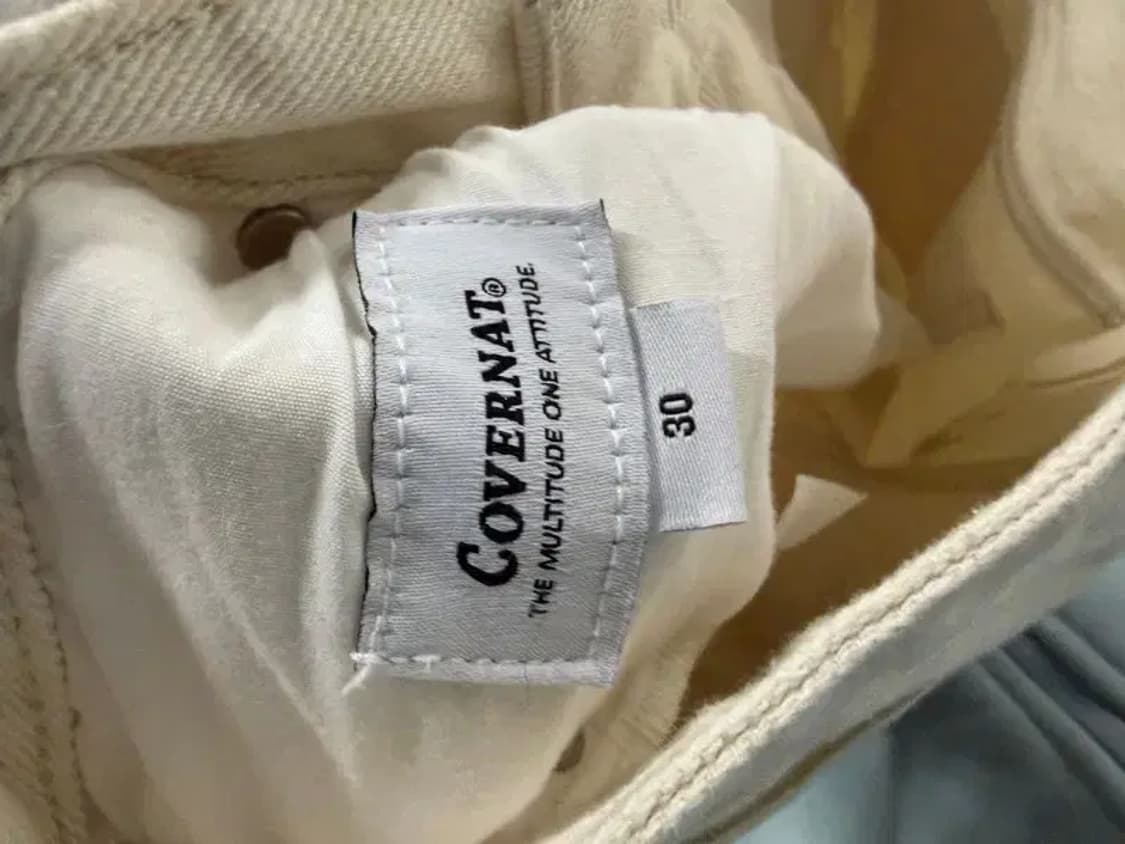 COVERNAT®
THE MULTITUDE ONE ATTITUDE.
30